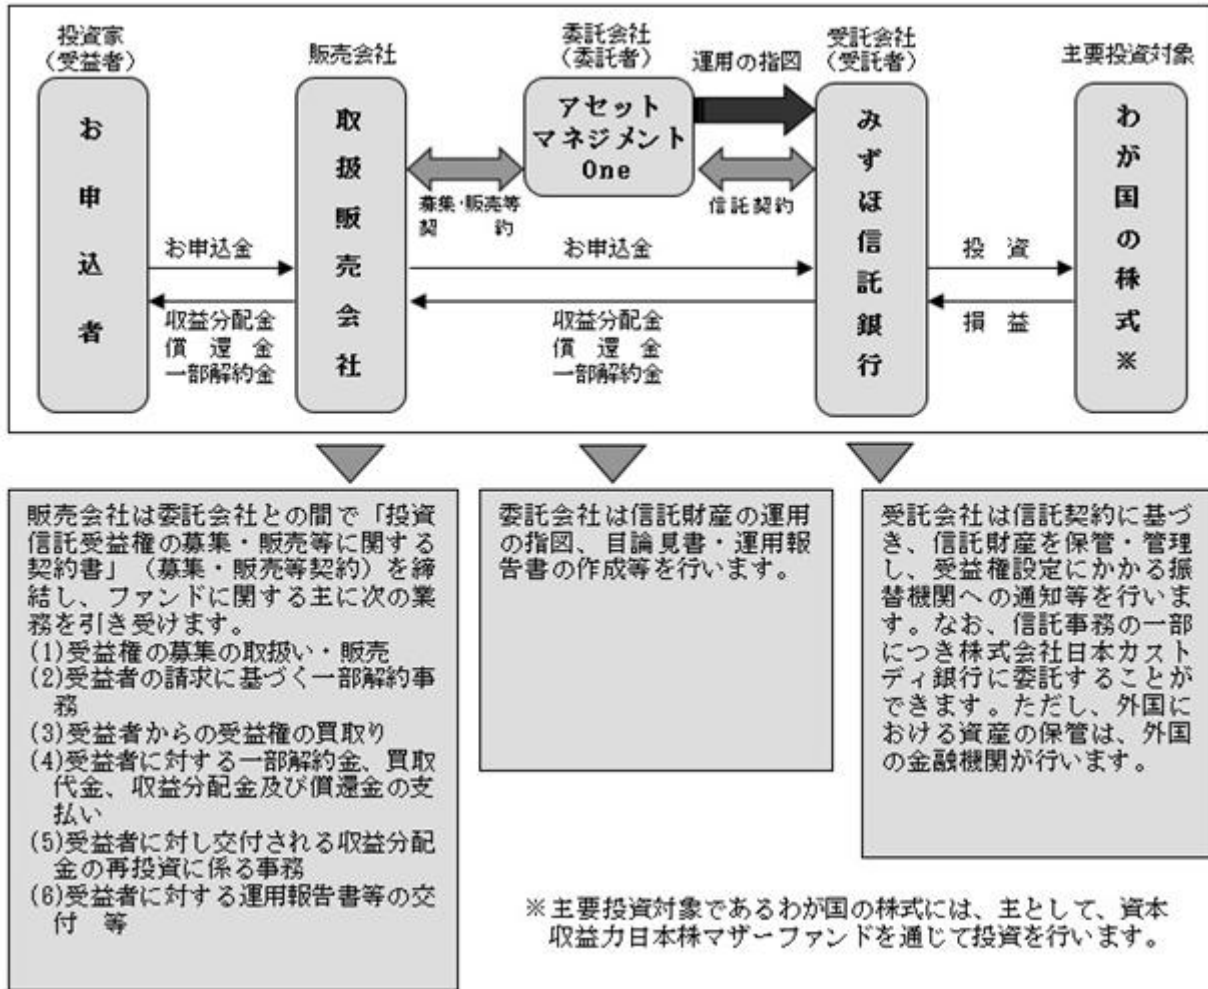 投資家
（受益者）
販売会社
委託会社
（委託者）
運用の指図
受託会社
（受託者）
主要投資対象
お申込者
取扱販売会社
アセット
マネジメント
One
みずほ信託銀行
わが国の株式※
募集・販売等
契　　約
信託契約
お申込金
お申込金
投　資
収益分配金
償　還　金
一部解約金
収益分配金
償　還　金
一部解約金
損　益
販売会社は委託会社との間で「投資
信託受益権の募集・販売等に関する
契約書」（募集・販売等契約）を締
結し、ファンドに関する主に次の業
務を引き受けます。
(1)受益権の募集の取扱い・販売
(2)受益者の請求に基づく一部解約事
務
(3)受益者からの受益権の買取り
(4)受益者に対する一部解約金、買取
代金、収益分配金及び償還金の支
払い
(5)受益者に対し交付される収益分配
金の再投資に係る事務
(6)受益者に対する運用報告書等の交
付　等
委託会社は信託財産の運用
の指図、目論見書・運用報
告書の作成等を行います。
受託会社は信託契約に基づ
き、信託財産を保管・管理
し、受益権設定にかかる振
替機関への通知等を行いま
す。なお、信託事務の一部
につき株式会社日本カスト
ディ銀行に委託することが
できます。ただし、外国に
おける資産の保管は、外国
の金融機関が行います。
※主要投資対象であるわが国の株式には、主として、資本
収益力日本株マザーファンドを通じて投資を行います。